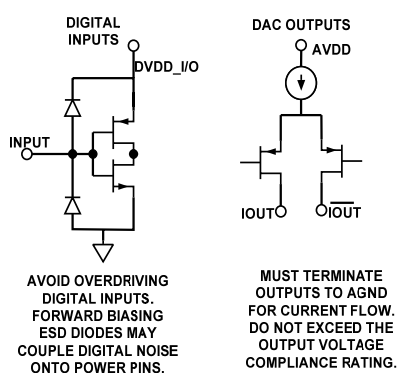 DIGITAL
INPUTS
DVDD_I/O
INPUT
AVOID OVERDRIVING
DIGITAL INPUTS.
FORWARD BIASING
ESD DIODES MAY
COUPLE DIGITAL NOISE
ONTO POWER PINS.
DAC OUTPUTS
AVDD
IOUT
IOUT
MUST TERMINATE
OUTPUTS TO AGND
FOR CURRENT FLOW.
DO NOT EXCEED THE
OUTPUT VOLTAGE
COMPLIANCE RATING.